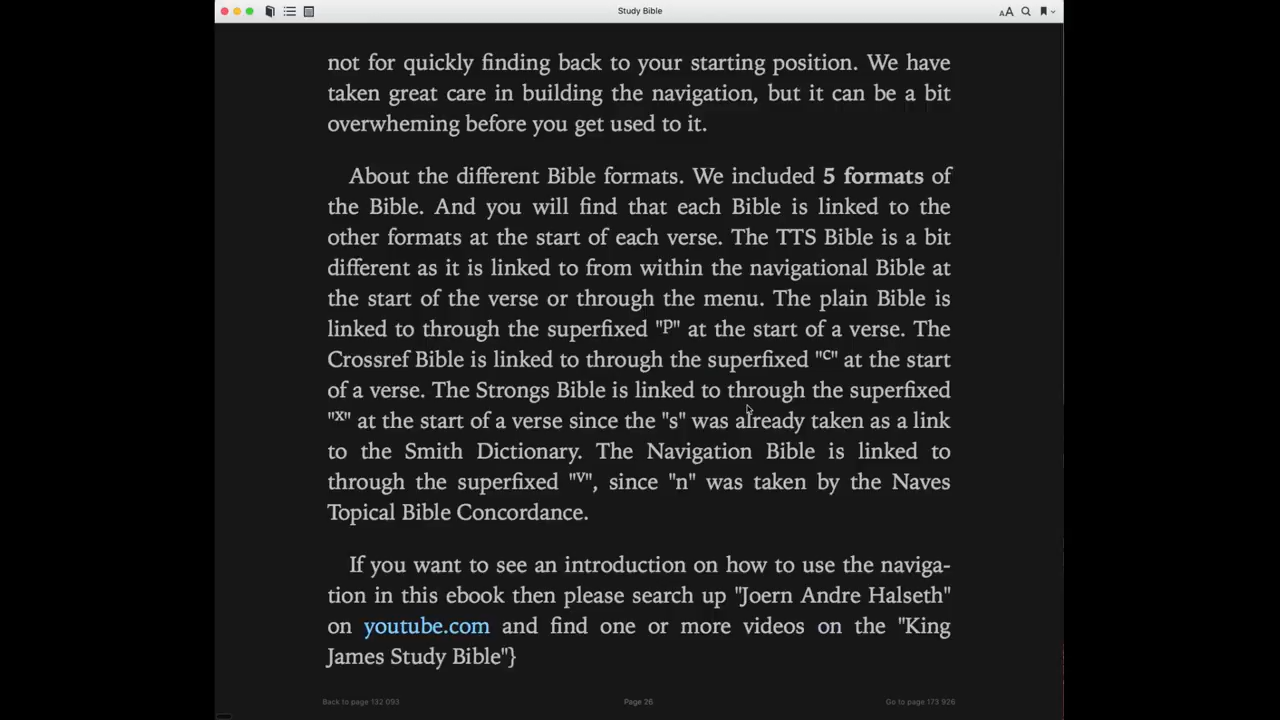 Study Bible
not for quickly finding back to your starting position. We have
taken great care in building the navigation, but it can be a bit
overwheming before you get used to it.
About the different Bible formats. We included 5 formats of
the Bible. And you will find that each Bible is linked to the
other formats at the start of each verse. The TTS Bible is a bit
different as it is linked to from within the navigational Bible at
the start of the verse or through the menu. The plain Bible is
linked to through the superfixed "p" at the start of a verse. The
Crossref Bible is linked to through the superfixed "c" at the start
of a verse. The Strongs Bible is linked to through the superfixed
"x" at the start of a verse since the "s" was already taken as a link
to the Smith Dictionary. The Navigation Bible is linked to
through the superfixed "v", since "n" was taken by the Naves
Topical Bible Concordance.
If you want to see an introduction on how to use the naviga-
tion in this ebook then please search up "Joern Andre Halseth"
on youtube.com and find one or more videos on the "King
James Study Bible"}
Back to page 132 093 Page 26 Go to page 173 926